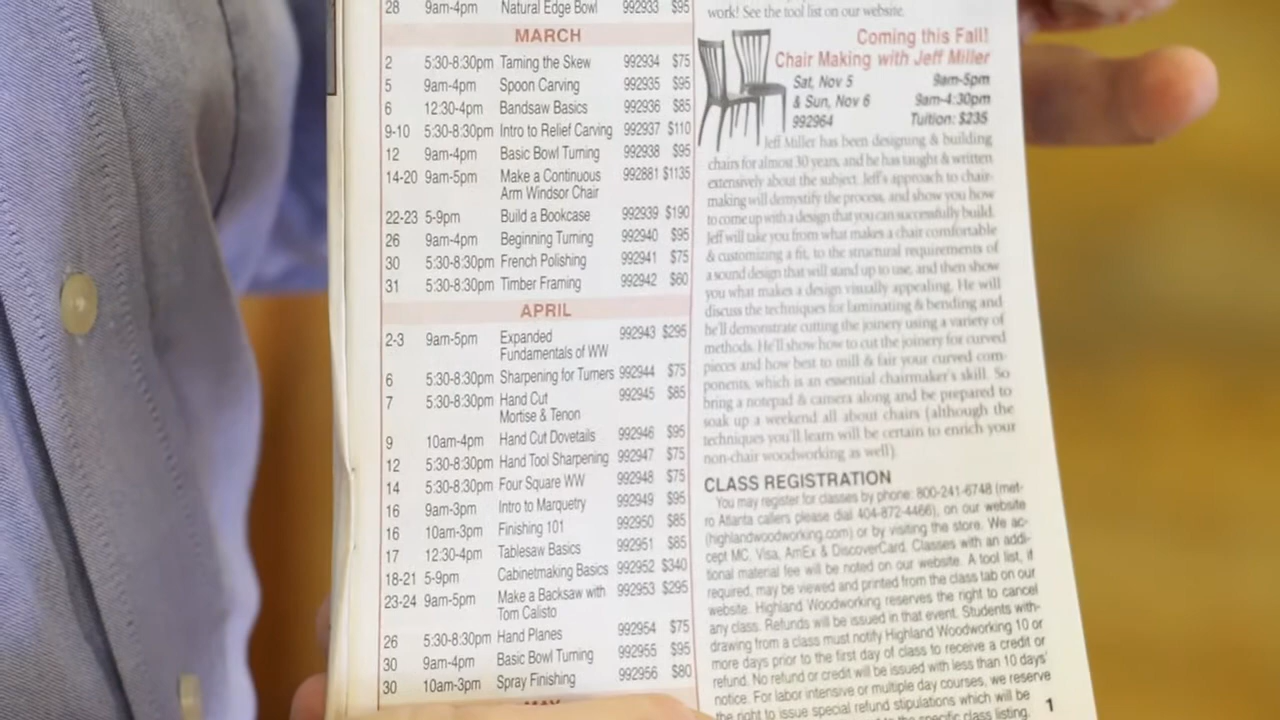 28 9am-4pm Natural Edge Bowl 992933 $95
MARCH
2 5:30-8:30pm Taming the Skew 992934 $75
5 9am-4pm Spoon Carving 992935 $95
6 12:30-4pm Bandsaw Basics 992936 $85
9-10 5:30-8:30pm Intro to Relief Carving 992937 $110
12 9am-4pm Basic Bowl Turning 992938 $95
14-20 9am-5pm Make a Continuous 992881 $1135
Arm Windsor Chair
22-23 5-9pm Build a Bookcase 992939 $190
26 9am-4pm Beginning Turning 992940 $95
30 5:30-8:30pm French Polishing 992941 $75
31 5:30-8:30pm Timber Framing 992942 $60
APRIL
2-3 9am-5pm Expanded 992943 $295
Fundamentals of WW
6 5:30-8:30pm Sharpening for Turners 992944 $75
7 5:30-8:30pm Hand Cut 992945 $85
Mortise & Tenon
9 10am-4pm Hand Cut Dovetails 992946 $95
12 5:30-8:30pm Hand Tool Sharpening 992947 $75
14 5:30-8:30pm Four Square WW 992948 $75
16 9am-3pm Intro to Marquetry 992949 $95
16 10am-3pm Finishing 101 992950 $85
17 12:30-4pm Tablesaw Basics 992951 $85
18-21 5-9pm Cabinetmaking Basics 992952 $340
23-24 9am-5pm Make a Backsaw with 992953 $295
Tom Calisto
26 5:30-8:30pm Hand Planes 992954 $75
30 9am-4pm Basic Bowl Turning 992955 $95
30 10am-3pm Spray Finishing 992956 $80
MAY
work! See the tool list on our website.
Coming this Fall!
Chair Making with Jeff Miller
Sat, Nov 5 9am-5pm
& Sun, Nov 6 9am-4:30pm
992964 Tuition: $235
Jeff Miller has been designing & building
chairs for almost 30 years, and he has taught & written
extensively about the subject. Jeff's approach to chair-
making will demystify the process, and show you how
to come up with a design that you can successfully build.
Jeff will take you from what makes a chair comfortable
& customizing a fit, to the structural requirements of
a sound design that will stand up to use, and then show
you what makes a design visually appealing. He will
discuss the techniques for laminating & bending and
he'll demonstrate cutting the joinery using a variety of
methods. He'll show how to cut the joinery for curved
pieces and how best to mill & fair your curved com-
ponents, which is an essential chairmaker's skill. So
bring a notepad & camera along and be prepared to
soak up a weekend all about chairs (although the
techniques you'll learn will be certain to enrich your
non-chair woodworking as well).
CLASS REGISTRATION
You may register for classes by phone: 800-241-6748 (met-
ro Atlanta callers please dial 404-872-4466), on our website
(highlandwoodworking.com) or by visiting the store. We ac-
cept MC, Visa, AmEx & DiscoverCard. Classes with an addi-
tional material fee will be noted on our website. A tool list, if
required, may be viewed and printed from the class tab on our
website. Highland Woodworking reserves the right to cancel
any class. Refunds will be issued in that event. Students with-
drawing from a class must notify Highland Woodworking 10 or
more days prior to the first day of class to receive a credit or
refund. No refund or credit will be issued with less than 10 days'
notice. For labor intensive or multiple day courses, we reserve
the right to issue special refund stipulations which will be
the specific class listing.
1